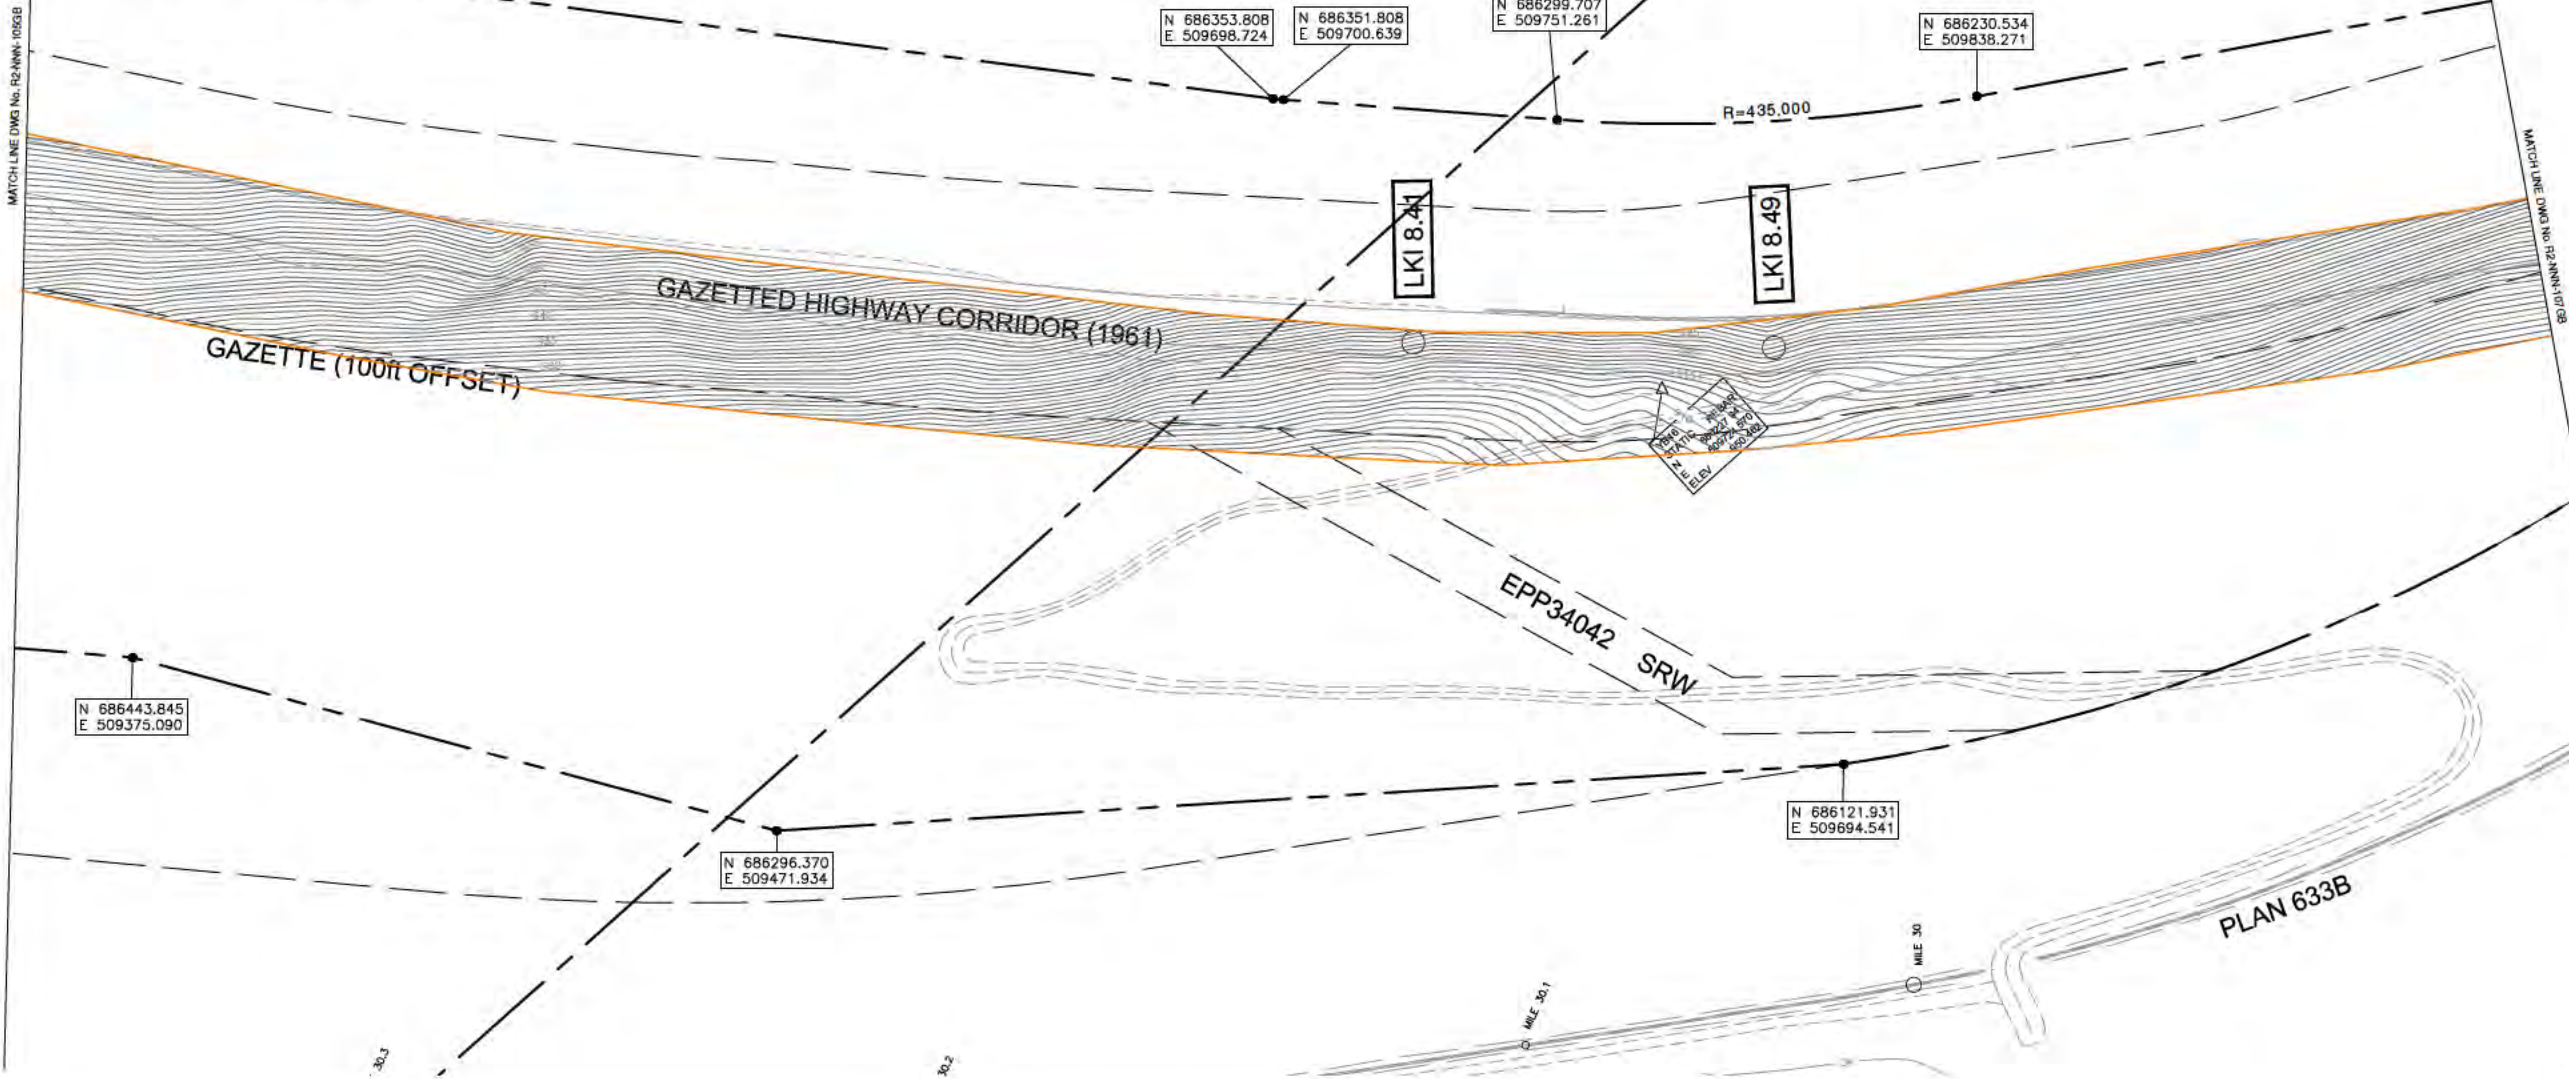 MATCH LINE DWG No. R2-NNN-105GB
N 686353.808
E 509698.724
N 686351.808
E 509700.639
N 686299.707
E 509751.261
N 686230.534
E 509838.271
R=435,000
MATCH LINE DWG No. R2-NNN-107GB
LKI 8.41
LKI 8.49
GAZETTED HIGHWAY CORRIDOR (1961)
GAZETTE (100ft OFFSET)
STATIC
N
E
ELEV
EPP34042 SRW
N 686443.845
E 509375.090
N 686121.931
E 509694.541
N 686296.370
E 509471.934
PLAN 633B
MILE 30
MILE 30.1
30.2
30.3